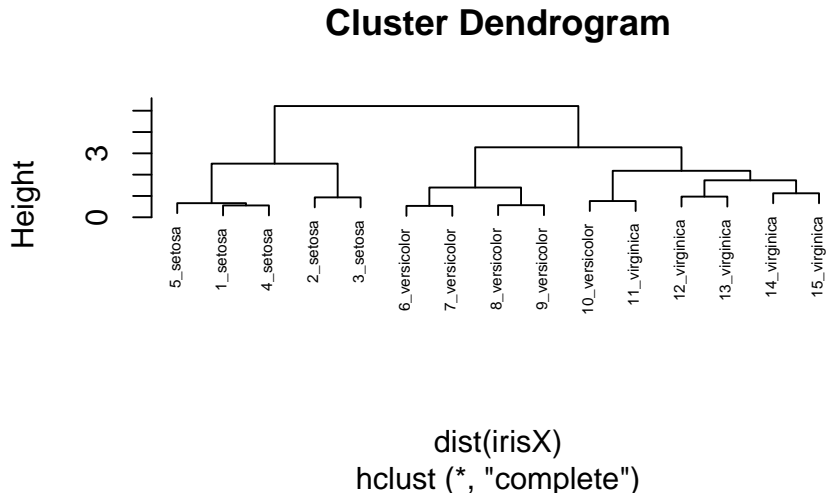 Cluster Dendrogram
Height
0
3
5_setosa
1_setosa
4_setosa
2_setosa
3_setosa
6_versicolor
7_versicolor
8_versicolor
9_versicolor
10_versicolor
11_virginica
12_virginica
13_virginica
14_virginica
15_virginica
dist(irisX)
hclust (*, "complete")